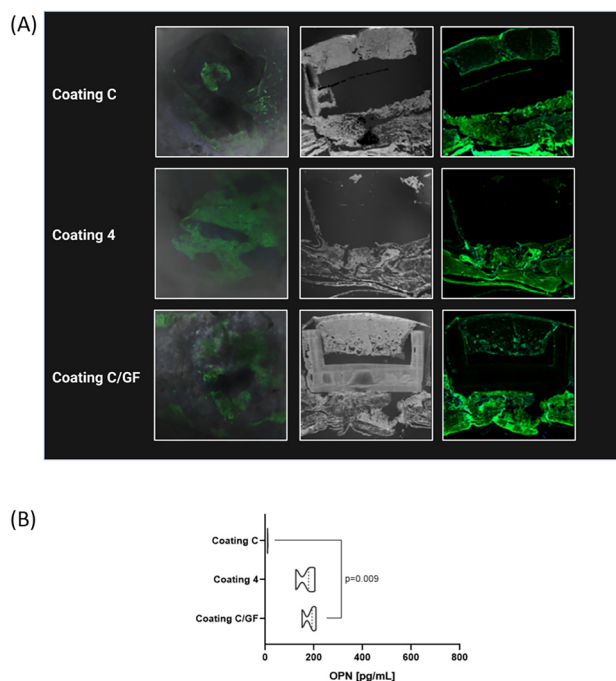 (A)
Coating C
Coating 4
Coating C/GF
(B)
Coating C
Coating 4
p=0.009
Coating C/GF
0 200 400 600 800
OPN [pg/mL]